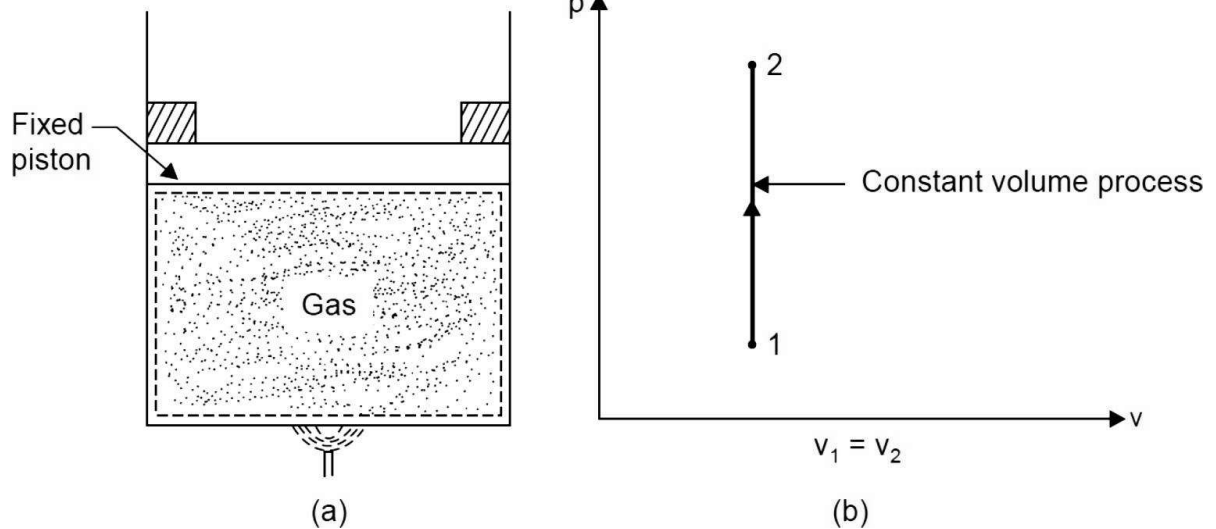 Fixed
piston
Gas
(a)
p
2
Constant volume process
1
v
v₁ = v₂
(b)